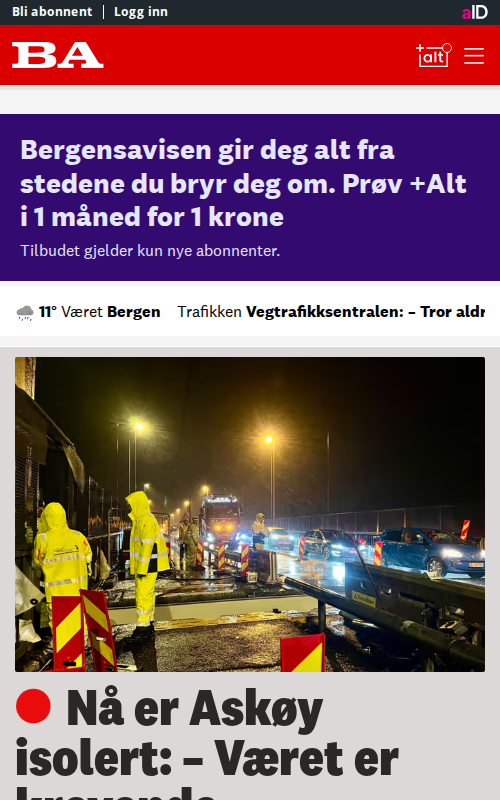 Bli abonnent | Logg inn
aID
BA
+alt
Bergensavisen gir deg alt fra
stedene du bryr deg om. Prøv +Alt
i 1 måned for 1 krone
Tilbudet gjelder kun nye abonnenter.
11° Været Bergen Trafikken Vegtrafikksentralen: – Tror aldr
Nå er Askøy
isolert: – Været er
krevende